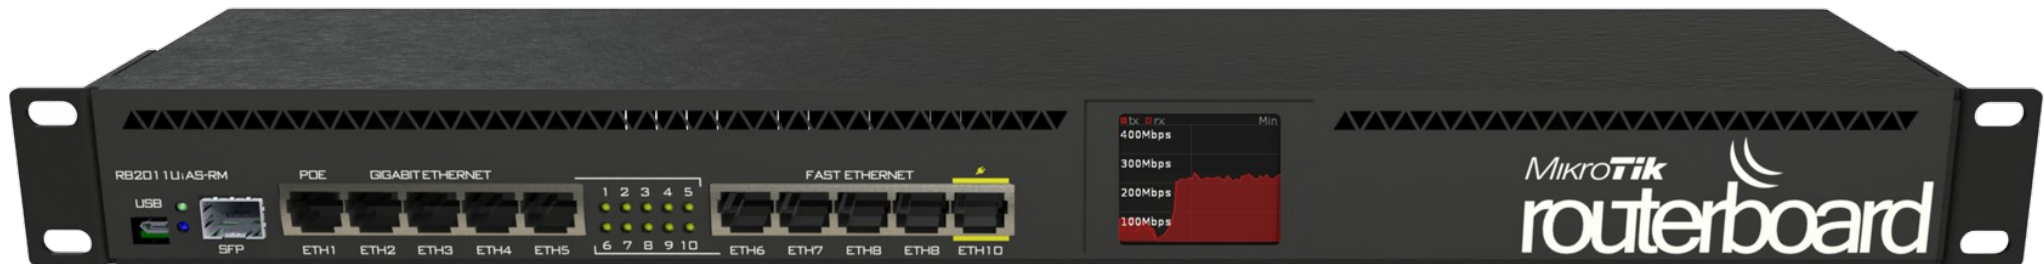 RB2011UiAS-RM
POE
GIGABIT ETHERNET
USB
SFP
ETH1 ETH2 ETH3 ETH4 ETH5
1 2 3 4 5
6 7 8 9 10
FAST ETHERNET
ETH6 ETH7 ETH8 ETH8 ETH10
tx rx Min
400Mbps
300Mbps
200Mbps
100Mbps
MikroTik
routerboard